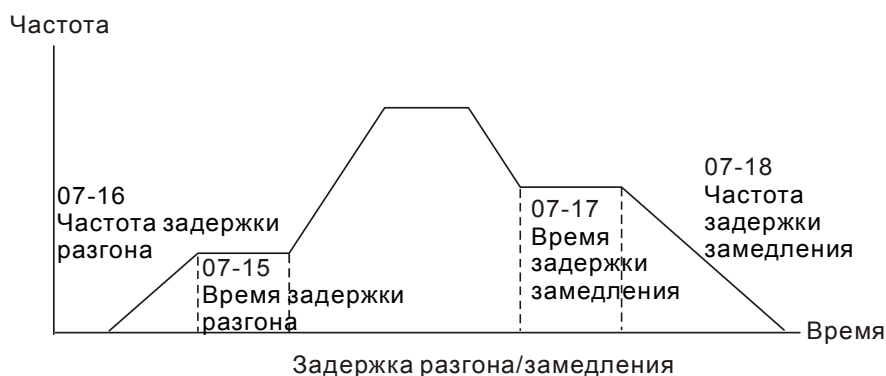 Частота
07-16
Частота задержки
разгона
07-15
Время задержки
разгона
07-17
Время
задержки
замедления
07-18
Частота
задержки
замедления
Время
Задержка разгона/замедления